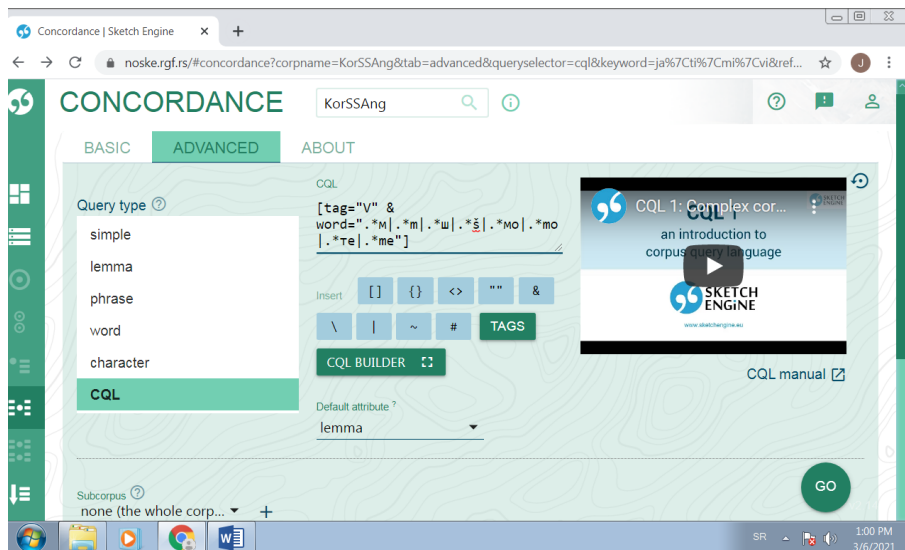 Concordance | Sketch Engine
noske.rgf.rs/#concordance?corpname=KorSSAng&tab=advanced&queryselector=cql&keyword=ja%7Cti%7Cmi%7Cvi&ref...
J
CONCORDANCE
KorSSAng
BASIC ADVANCED ABOUT
Query type
simple
lemma
phrase
word
character
CQL
CQL
[tag="V" &
word=".*м|.*m|.*ш|.*š|.*мо|.*mo
|.*те|.*me"]
Insert [] {} <> "" &
\ | ~ # TAGS
CQL BUILDER
Default attribute ?
lemma
CQL 1: Complex cor...
CQL 1
an introduction to
corpus query language
SKETCH
ENGINE
www.sketchengine.eu
CQL manual
Subcorpus
none (the whole corp...
GO
SR
1:00 PM
3/6/2021